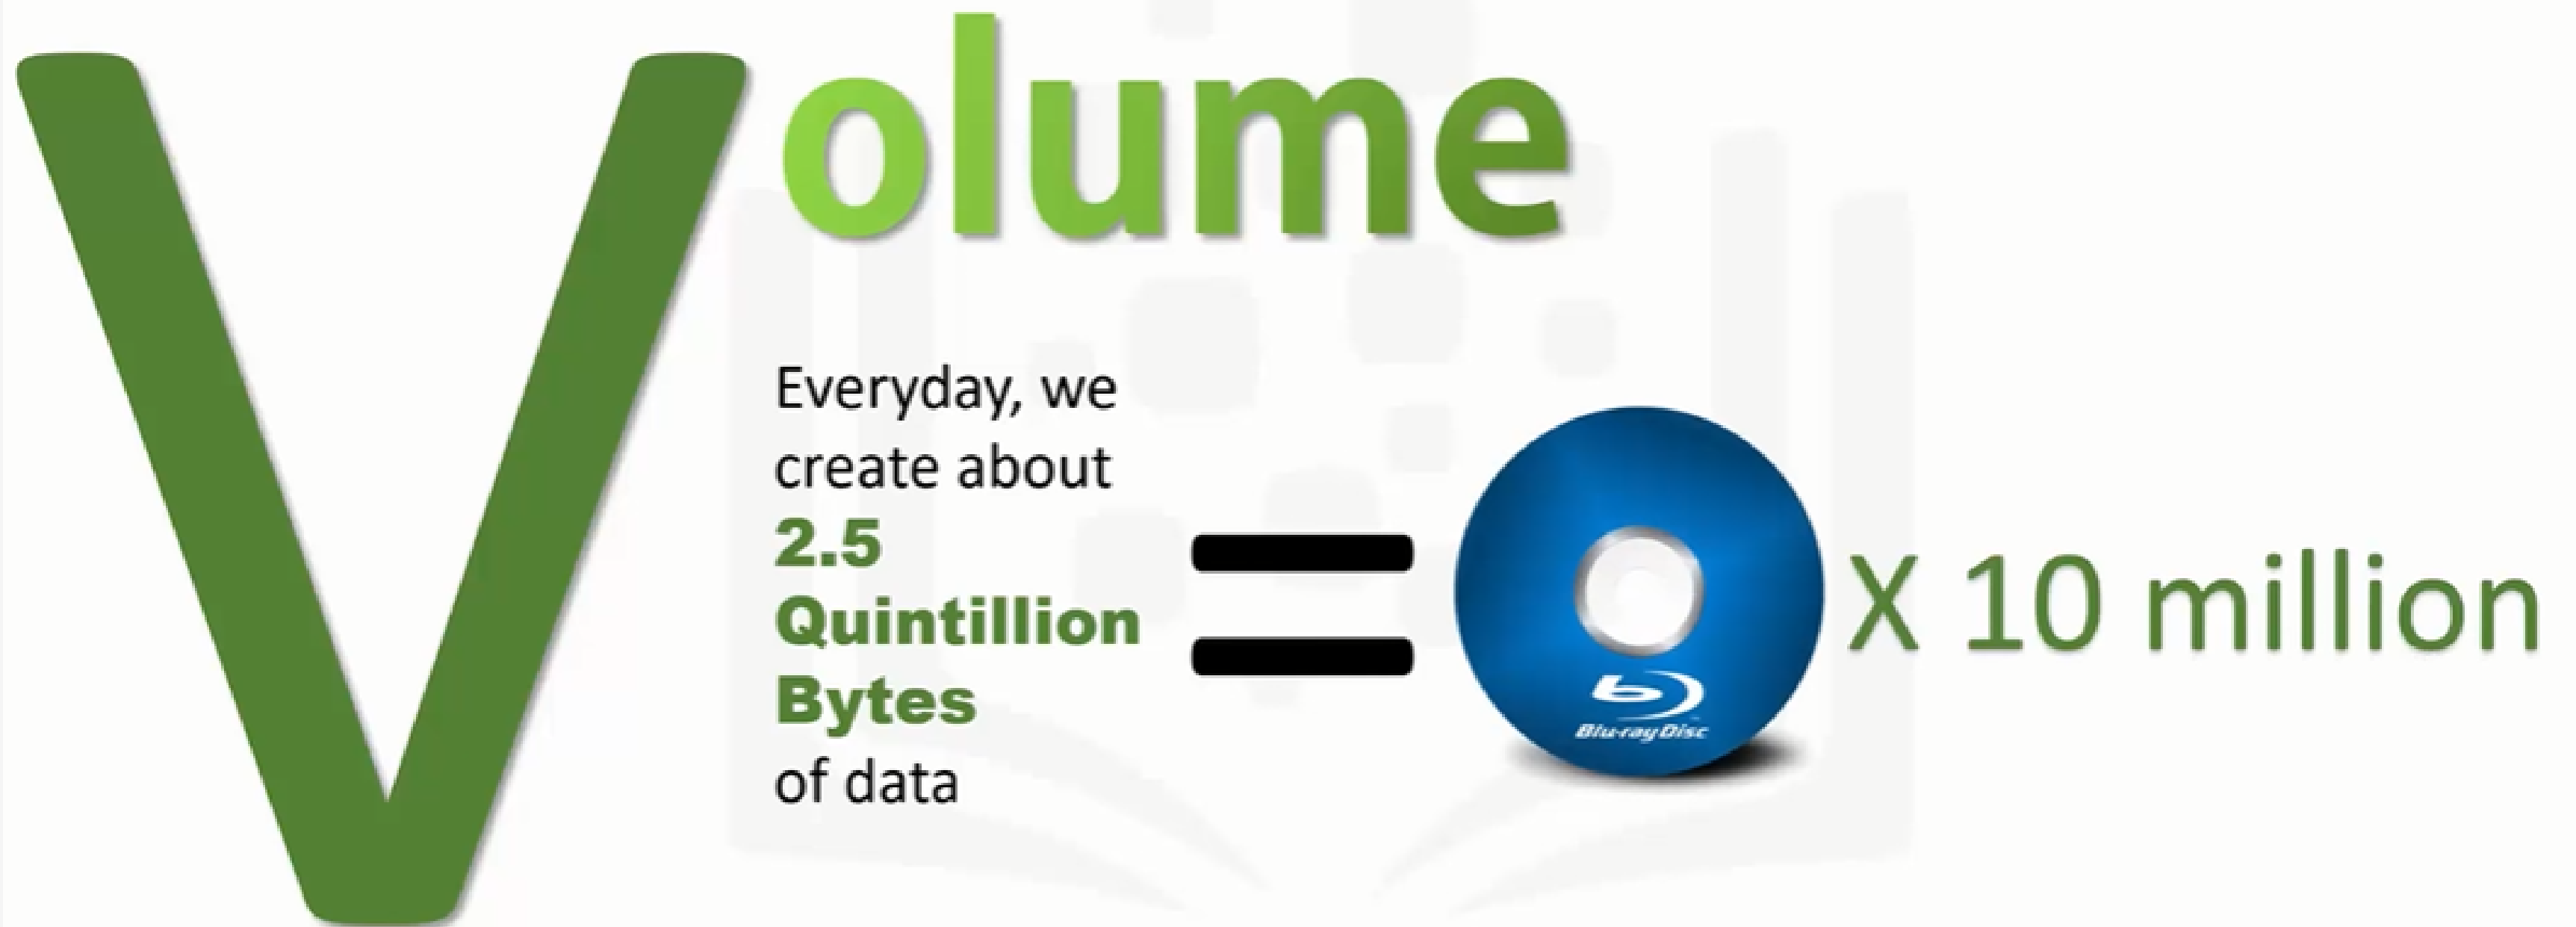 Volume
Everyday, we
create about
2.5
Quintillion
Bytes
of data
=
Blu-ray Disc
X 10 million